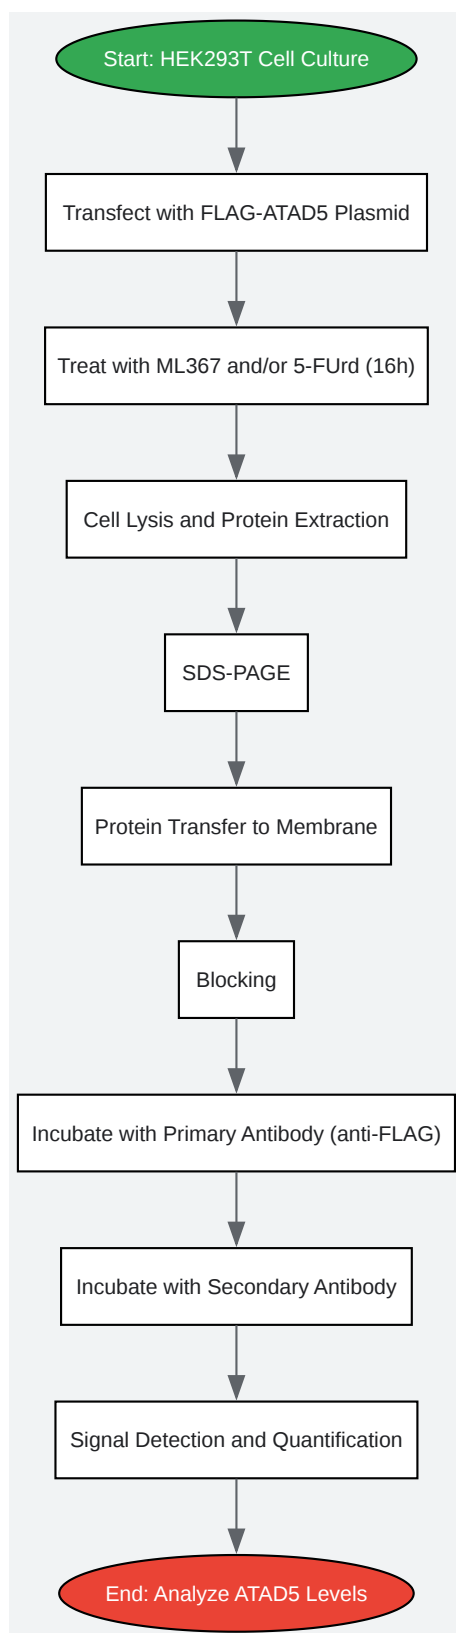 Start: HEK293T Cell Culture
Transfect with FLAG-ATAD5 Plasmid
Treat with ML367 and/or 5-FUrd (16h)
Cell Lysis and Protein Extraction
SDS-PAGE
Protein Transfer to Membrane
Blocking
Incubate with Primary Antibody (anti-FLAG)
Incubate with Secondary Antibody
Signal Detection and Quantification
End: Analyze ATAD5 Levels